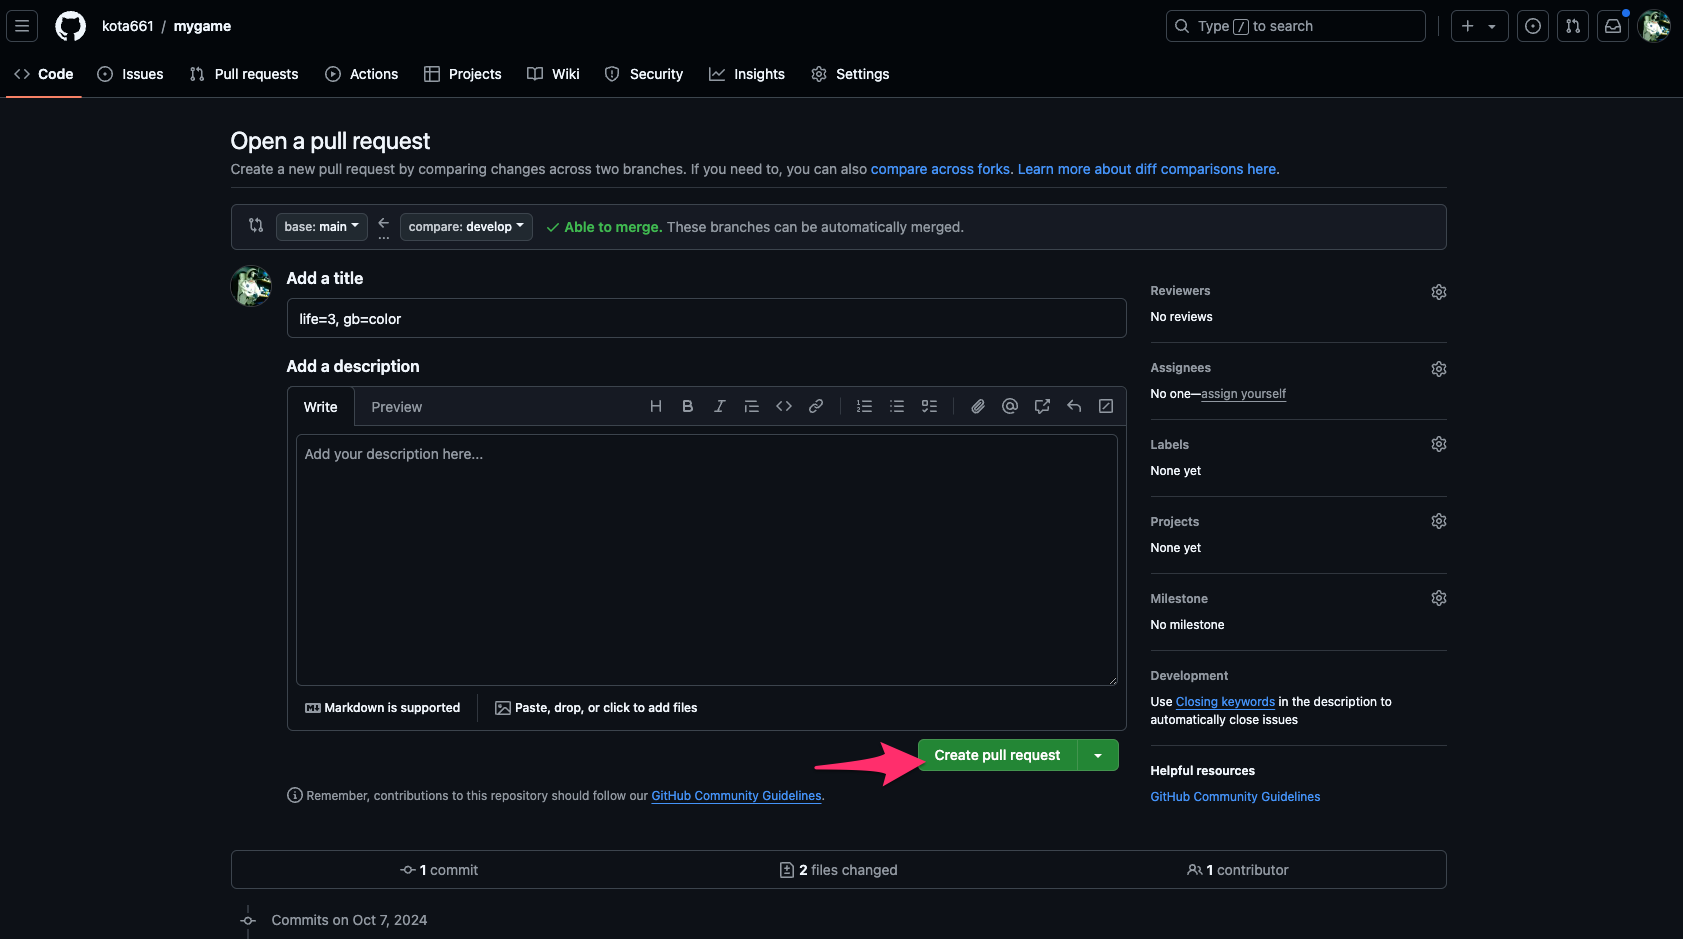 kota661 / mygame
Type / to search
Code Issues Pull requests Actions Projects Wiki Security Insights Settings
Open a pull request
Create a new pull request by comparing changes across two branches. If you need to, you can also compare across forks. Learn more about diff comparisons here.
base: main
compare: develop
Able to merge. These branches can be automatically merged.
Add a title
life=3, gb=color
Add a description
Write Preview
H B I
Add your description here...
Markdown is supported
Paste, drop, or click to add files
Create pull request
Remember, contributions to this repository should follow our GitHub Community Guidelines.
Reviewers
No reviews
Assignees
No one—assign yourself
Labels
None yet
Projects
None yet
Milestone
No milestone
Development
Use Closing keywords in the description to
automatically close issues
Helpful resources
GitHub Community Guidelines
1 commit
2 files changed
1 contributor
Commits on Oct 7, 2024